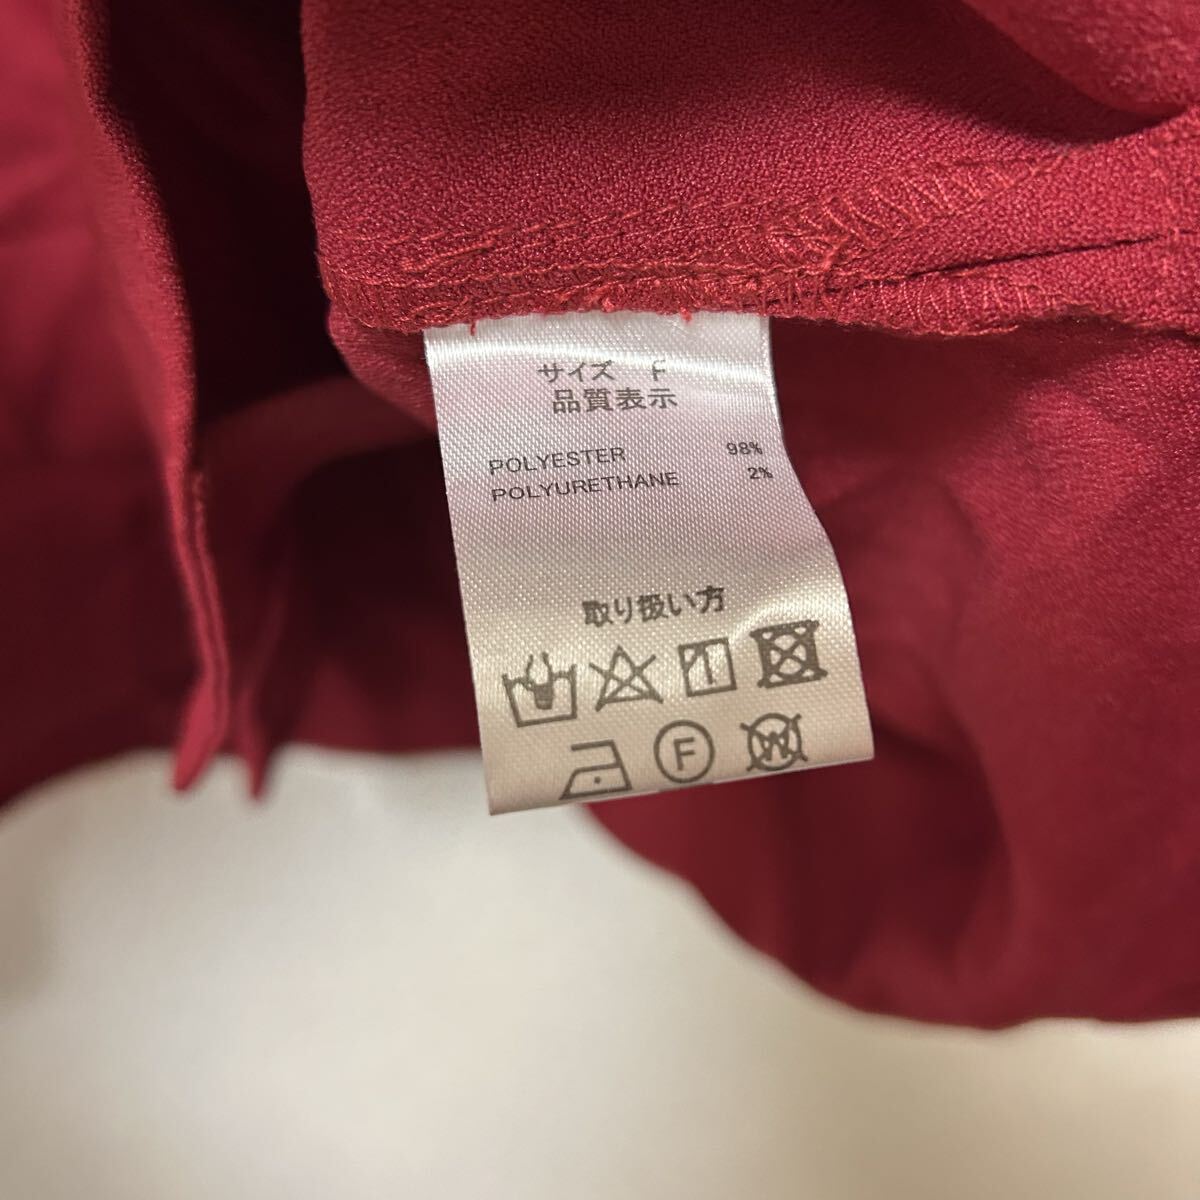 サイズ F
品質表示
POLYESTER 98%
POLYURETHANE 2%
取り扱い方
F W